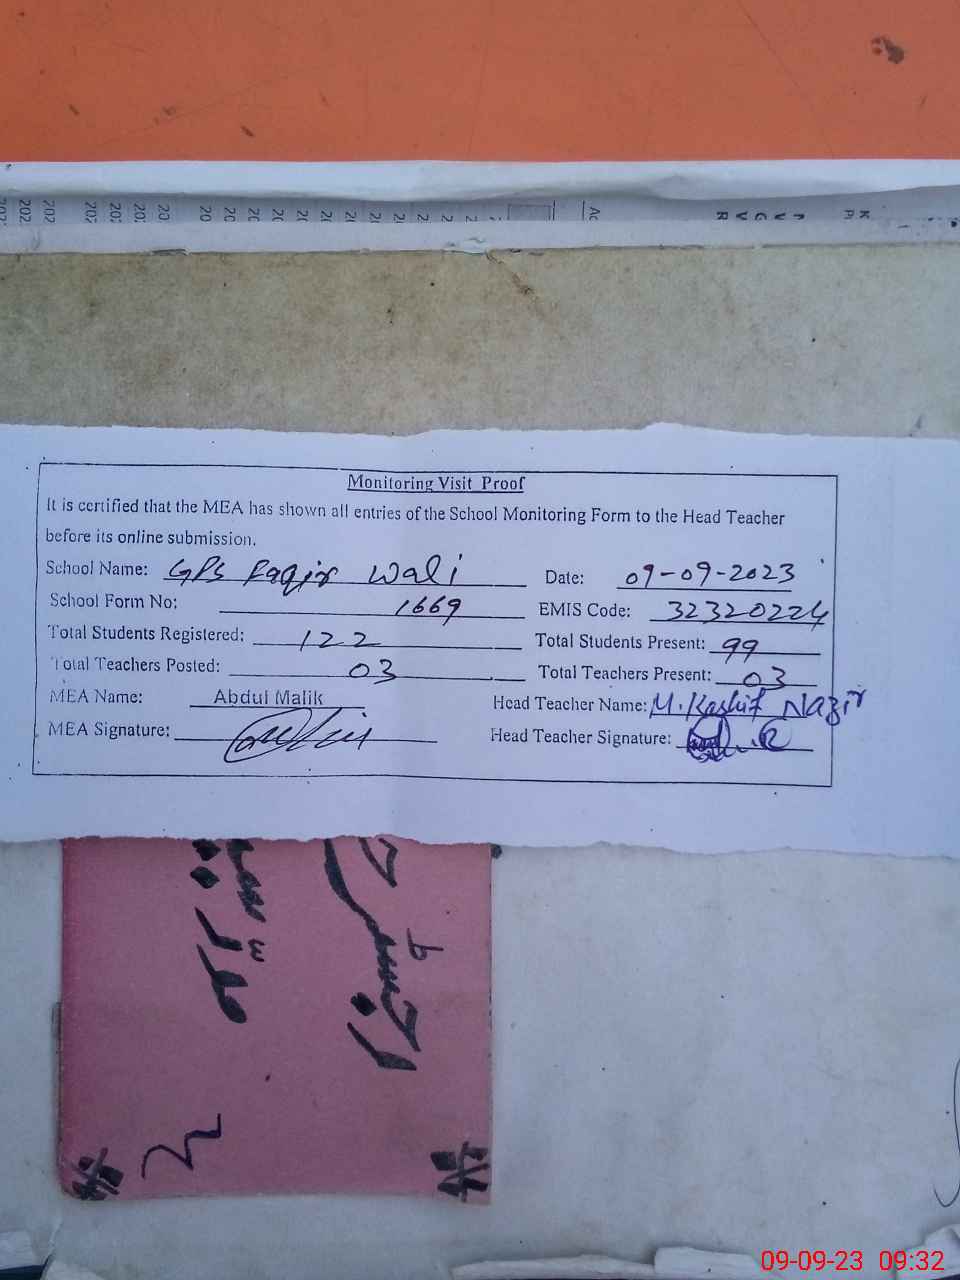 Monitoring Visit Proof
It is certified that the MEA has shown all entries of the School Monitoring Form to the Head Teacher
before its online submission.
School Name: GPS Faqir Wali Date: 09-09-2023
School Form No: 1669 EMIS Code: 32320224
Total Students Registered: 122 Total Students Present: 99
Total Teachers Posted: 03 Total Teachers Present: 03
MEA Name: Abdul Malik Head Teacher Name: M. Kashif Nazir
MEA Signature: Head Teacher Signature:
رجسٹر
09-09-23 09:32